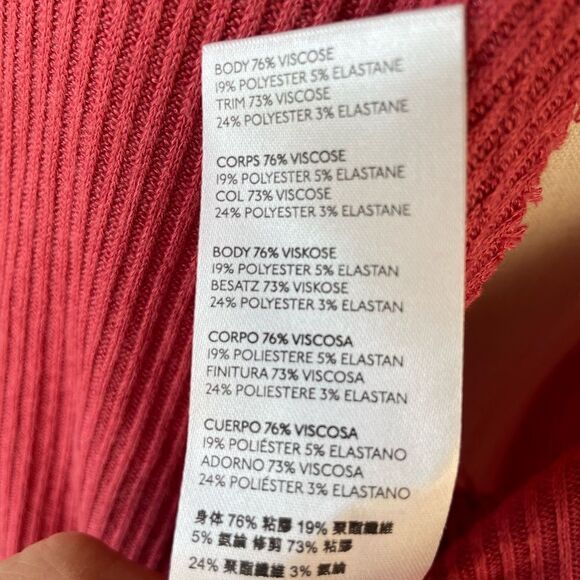 BODY 76% VISCOSE
19% POLYESTER 5% ELASTANE
TRIM 73% VISCOSE
24% POLYESTER 3% ELASTANE
CORPS 76% VISCOSE
19% POLYESTER 5% ELASTANE
COL 73% VISCOSE
24% POLYESTER 3% ELASTANE
BODY 76% VISKOSE
19% POLYESTER 5% ELASTAN
BESATZ 73% VISKOSE
24% POLYESTER 3% ELASTAN
CORPO 76% VISCOSA
19% POLIESTERE 5% ELASTAN
FINITURA 73% VISCOSA
24% POLIESTERE 3% ELASTAN
CUERPO 76% VISCOSA
19% POLIÉSTER 5% ELASTANO
ADORNO 73% VISCOSA
24% POLIÉSTER 3% ELASTANO
身体 76% 粘膠 19% 聚酯纖維
5% 氨綸 修剪 73% 粘膠
24% 聚酯纖維 3% 氨綸